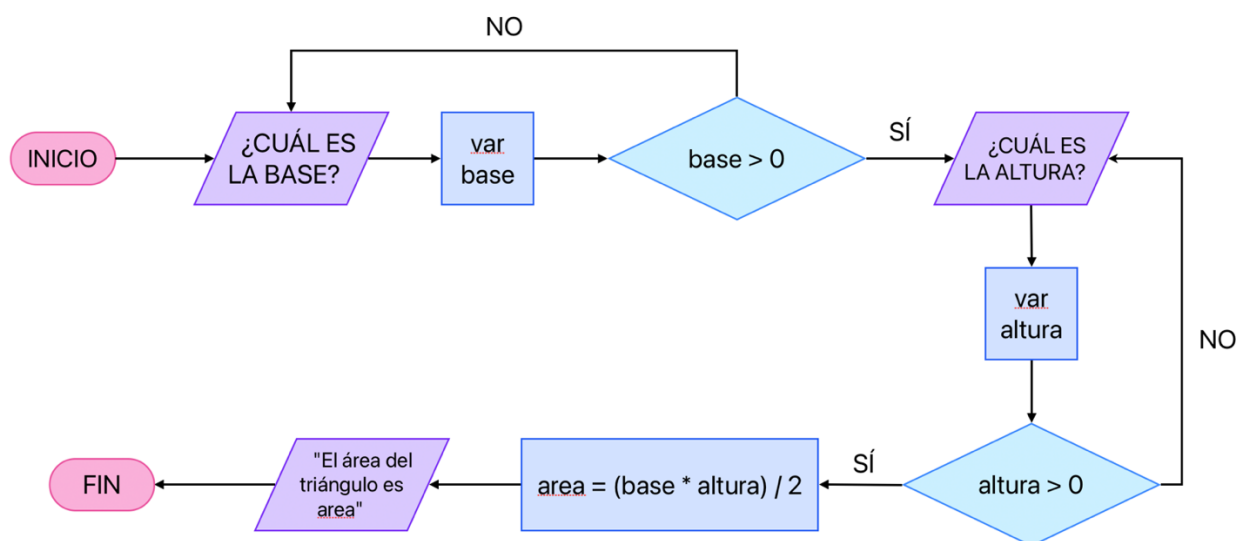 NO
INICIO
¿CUÁL ES
LA BASE?
var
base
base > 0
SÍ
¿CUÁL ES
LA ALTURA?
var
altura
NO
altura > 0
SÍ
area = (base * altura) / 2
"El área del
triángulo es
area"
FIN